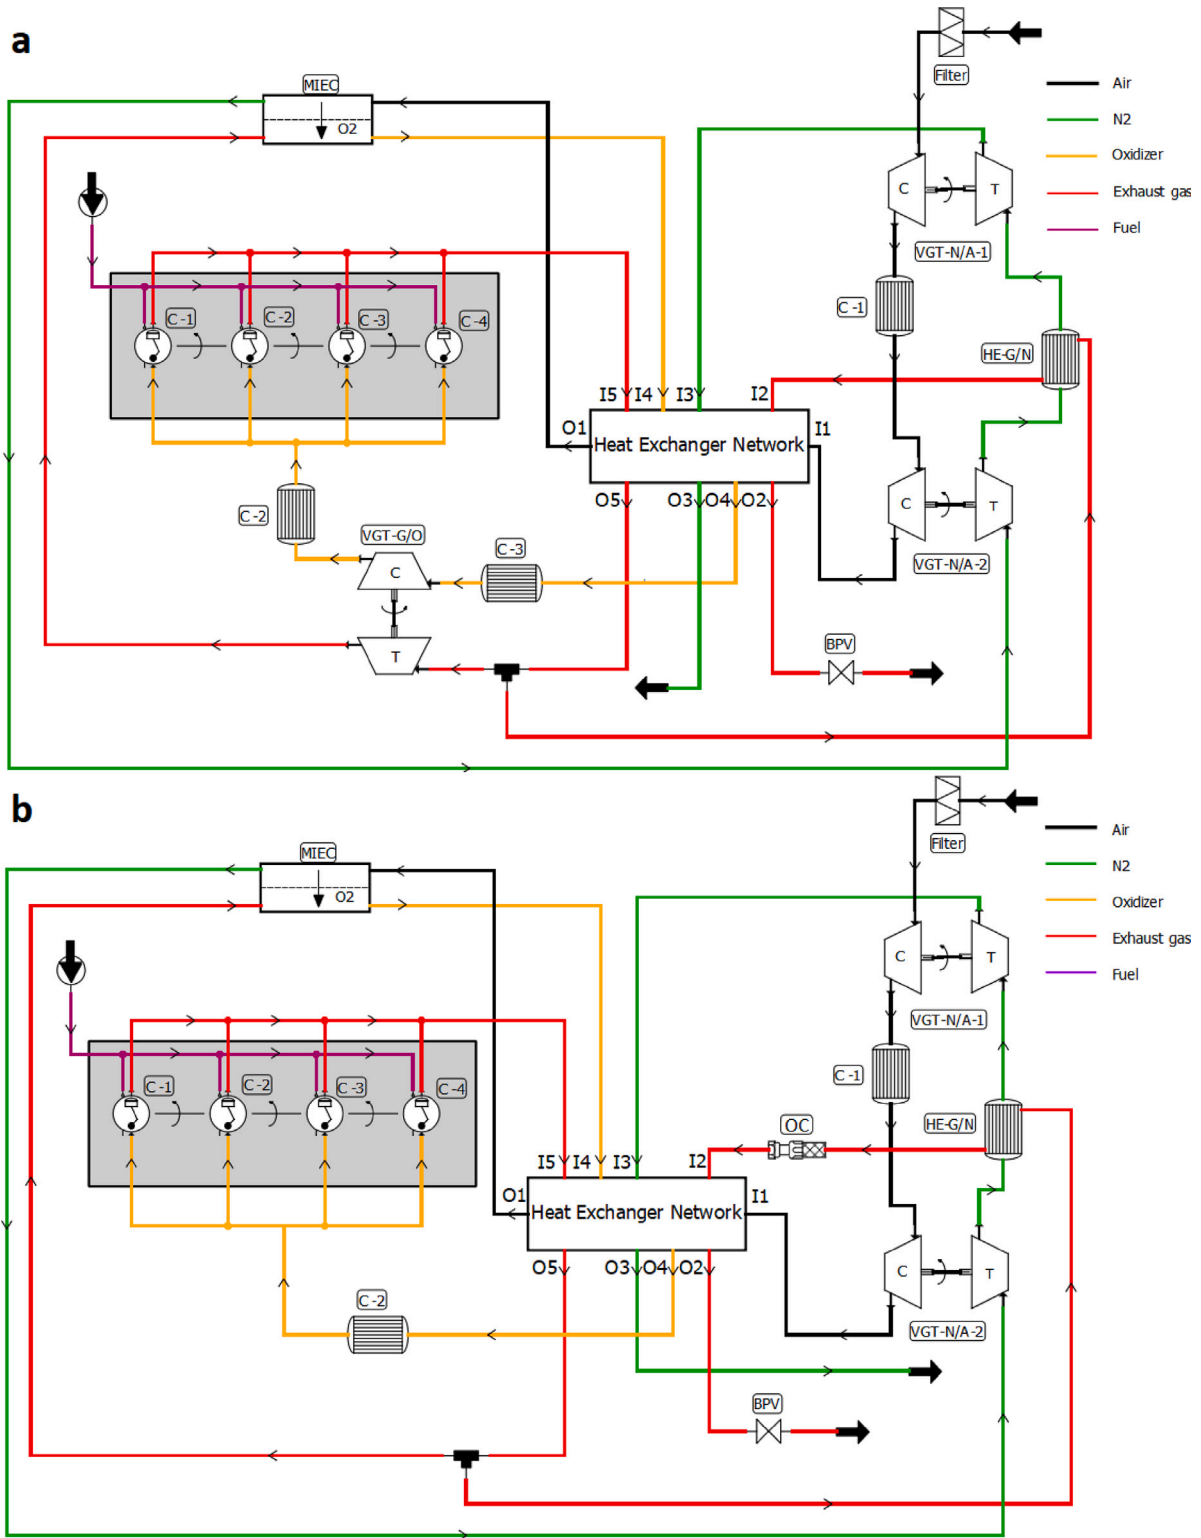 a
Filter
MIEC
Air
O2
N2
Oxidizer
C
T
Exhaust gas
Fuel
VGT-N/A-1
C-1
C-1
C-2
C-3
C-4
HE-G/N
I5
I4
I3
I2
O1
I1
Heat Exchanger Network
O5
O3
O4
O2
C-2
C
T
VGT-G/O
C-3
VGT-N/A-2
C
T
BPV
b
Filter
Air
MIEC
N2
O2
Oxidizer
Exhaust gas
C
T
Fuel
VGT-N/A-1
C-1
C-1
C-2
C-3
C-4
OC
HE-G/N
I5
I4
I3
I2
O1
I1
Heat Exchanger Network
O5
O3
O4
O2
C
T
C-2
VGT-N/A-2
BPV